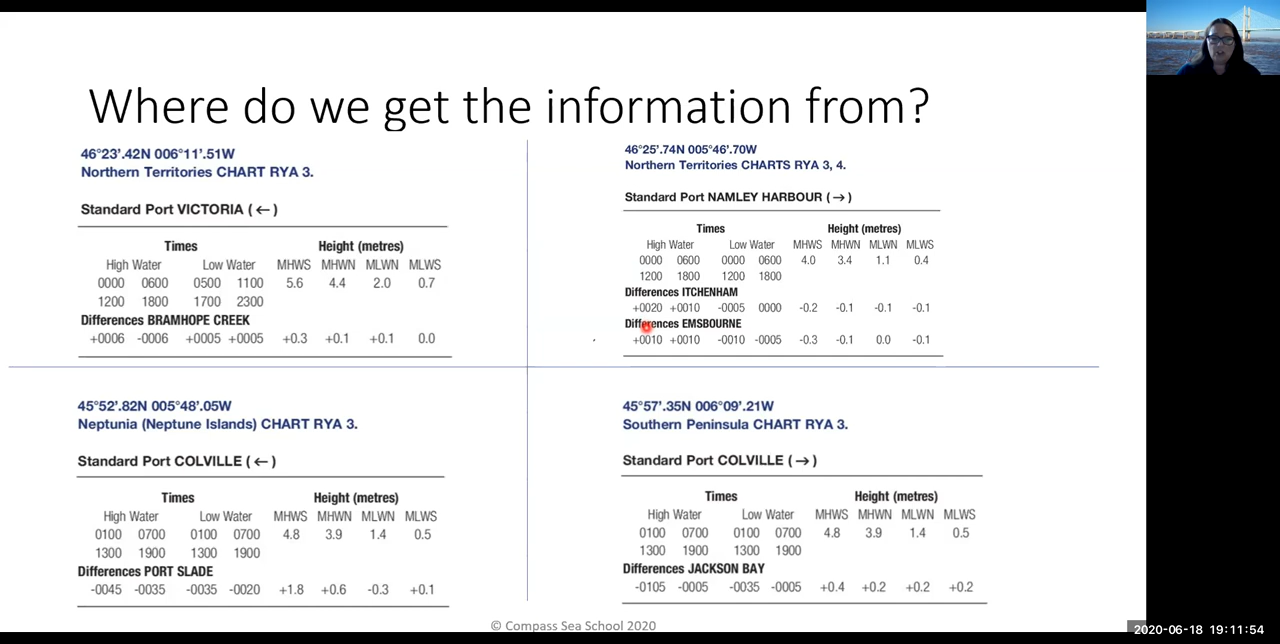 Where do we get the information from?
46°23'.42N 006°11'.51W
Northern Territories CHART RYA 3.
Standard Port VICTORIA (←)
Times Height (metres)
High Water Low Water MHWS MHWN MLWN MLWS
0000 0600 0500 1100 5.6 4.4 2.0 0.7
1200 1800 1700 2300
Differences BRAMHOPE CREEK
+0006 -0006 +0005 +0005 +0.3 +0.1 +0.1 0.0
46°25'.74N 005°46'.70W
Northern Territories CHARTS RYA 3, 4.
Standard Port NAMLEY HARBOUR (→)
Times Height (metres)
High Water Low Water MHWS MHWN MLWN MLWS
0000 0600 0000 0600 4.0 3.4 1.1 0.4
1200 1800 1200 1800
Differences ITCHENHAM
+0020 +0010 -0005 0000 -0.2 -0.1 -0.1 -0.1
Differences EMSBOURNE
+0010 +0010 -0010 -0005 -0.3 -0.1 0.0 -0.1
45°52'.82N 005°48'.05W
Neptunia (Neptune Islands) CHART RYA 3.
Standard Port COLVILLE (←)
Times Height (metres)
High Water Low Water MHWS MHWN MLWN MLWS
0100 0700 0100 0700 4.8 3.9 1.4 0.5
1300 1900 1300 1900
Differences PORT SLADE
-0045 -0035 -0035 -0020 +1.8 +0.6 -0.3 +0.1
45°57'.35N 006°09'.21W
Southern Peninsula CHART RYA 3.
Standard Port COLVILLE (→)
Times Height (metres)
High Water Low Water MHWS MHWN MLWN MLWS
0100 0700 0100 0700 4.8 3.9 1.4 0.5
1300 1900 1300 1900
Differences JACKSON BAY
-0105 -0005 -0035 -0005 +0.4 +0.2 +0.2 +0.2
© Compass Sea School 2020
2020-06-18 19:11:54